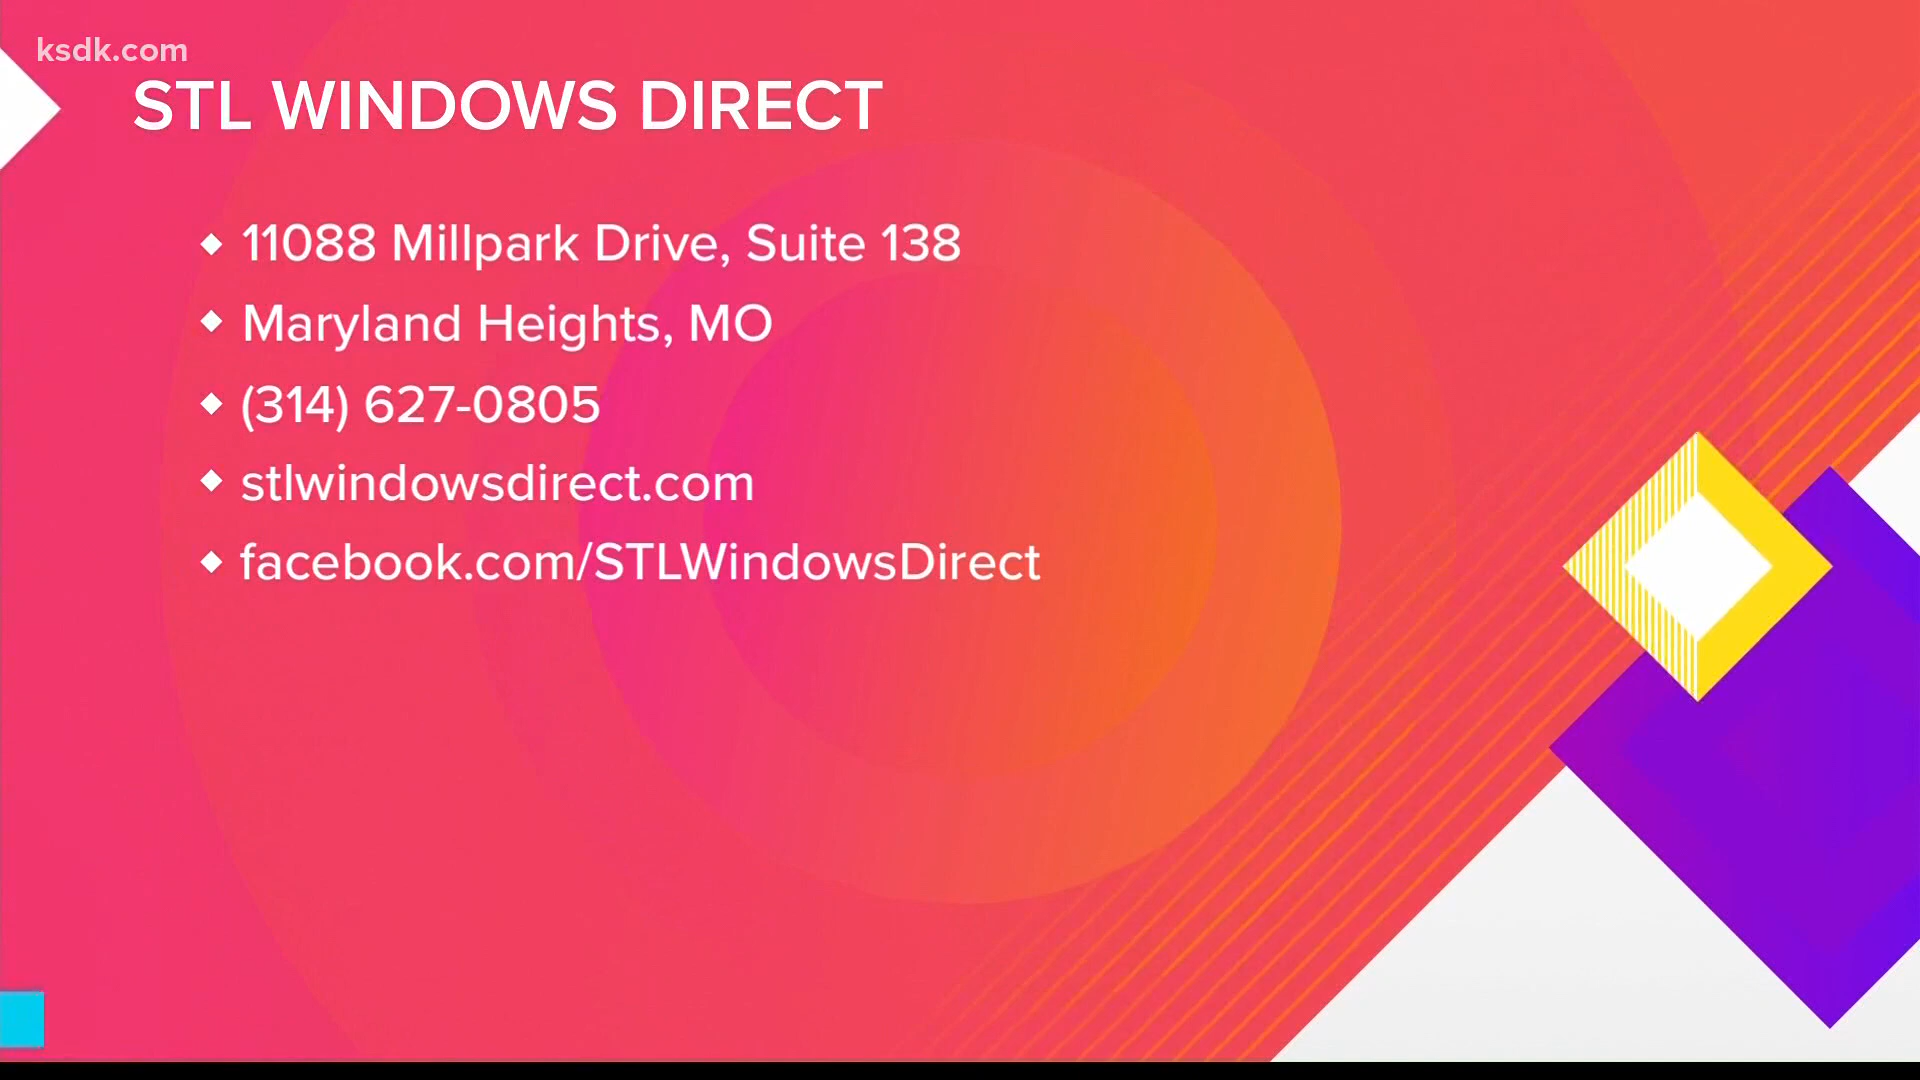 ksdk.com
STL WINDOWS DIRECT
11088 Millpark Drive, Suite 138
Maryland Heights, MO
(314) 627-0805
stlwindowsdirect.com
facebook.com/STLWindowsDirect